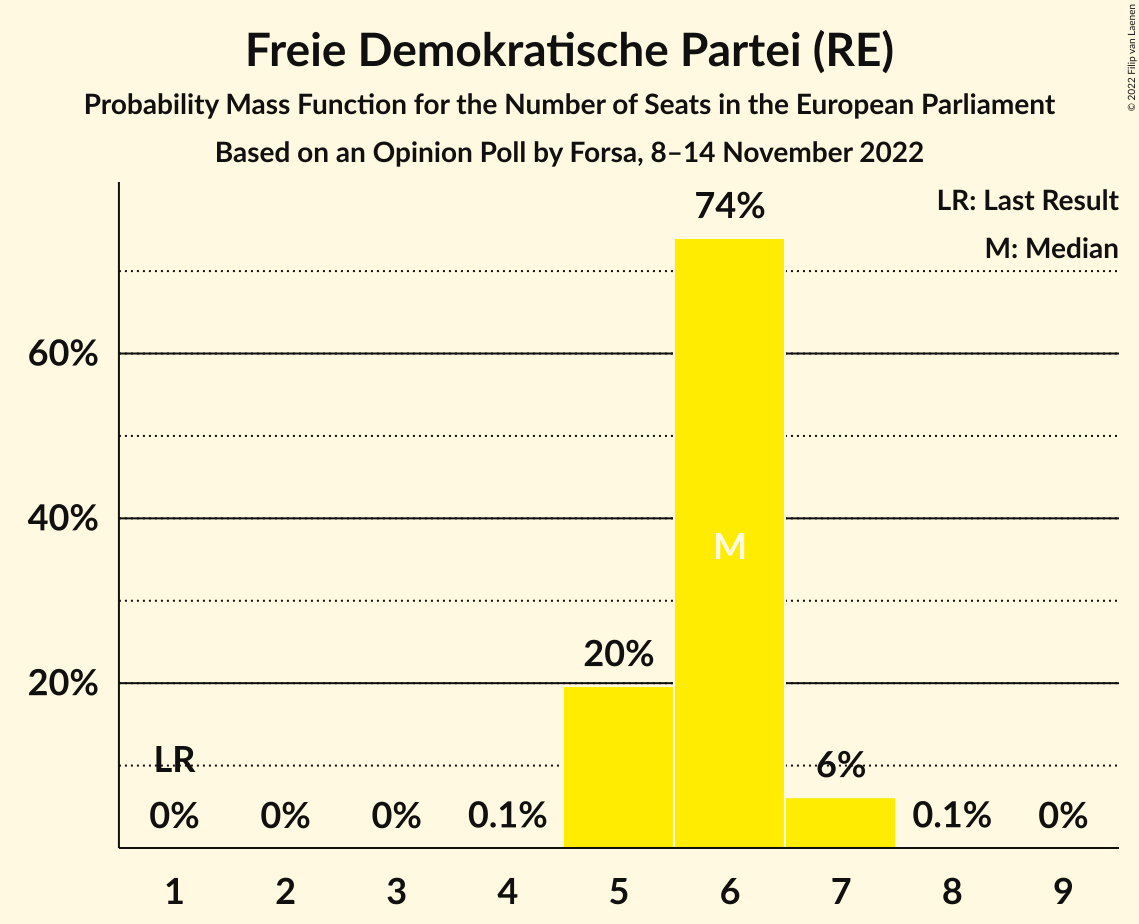 Freie Demokratische Partei (RE)
Probability Mass Function for the Number of Seats in the European Parliament
Based on an Opinion Poll by Forsa, 8–14 November 2022
© 2022 Filip van Laenen
LR: Last Result
M: Median
74%
60%
40%
M
20%
20%
LR
6%
0% 0% 0% 0.1% 0.1% 0%
1 2 3 4 5 6 7 8 9